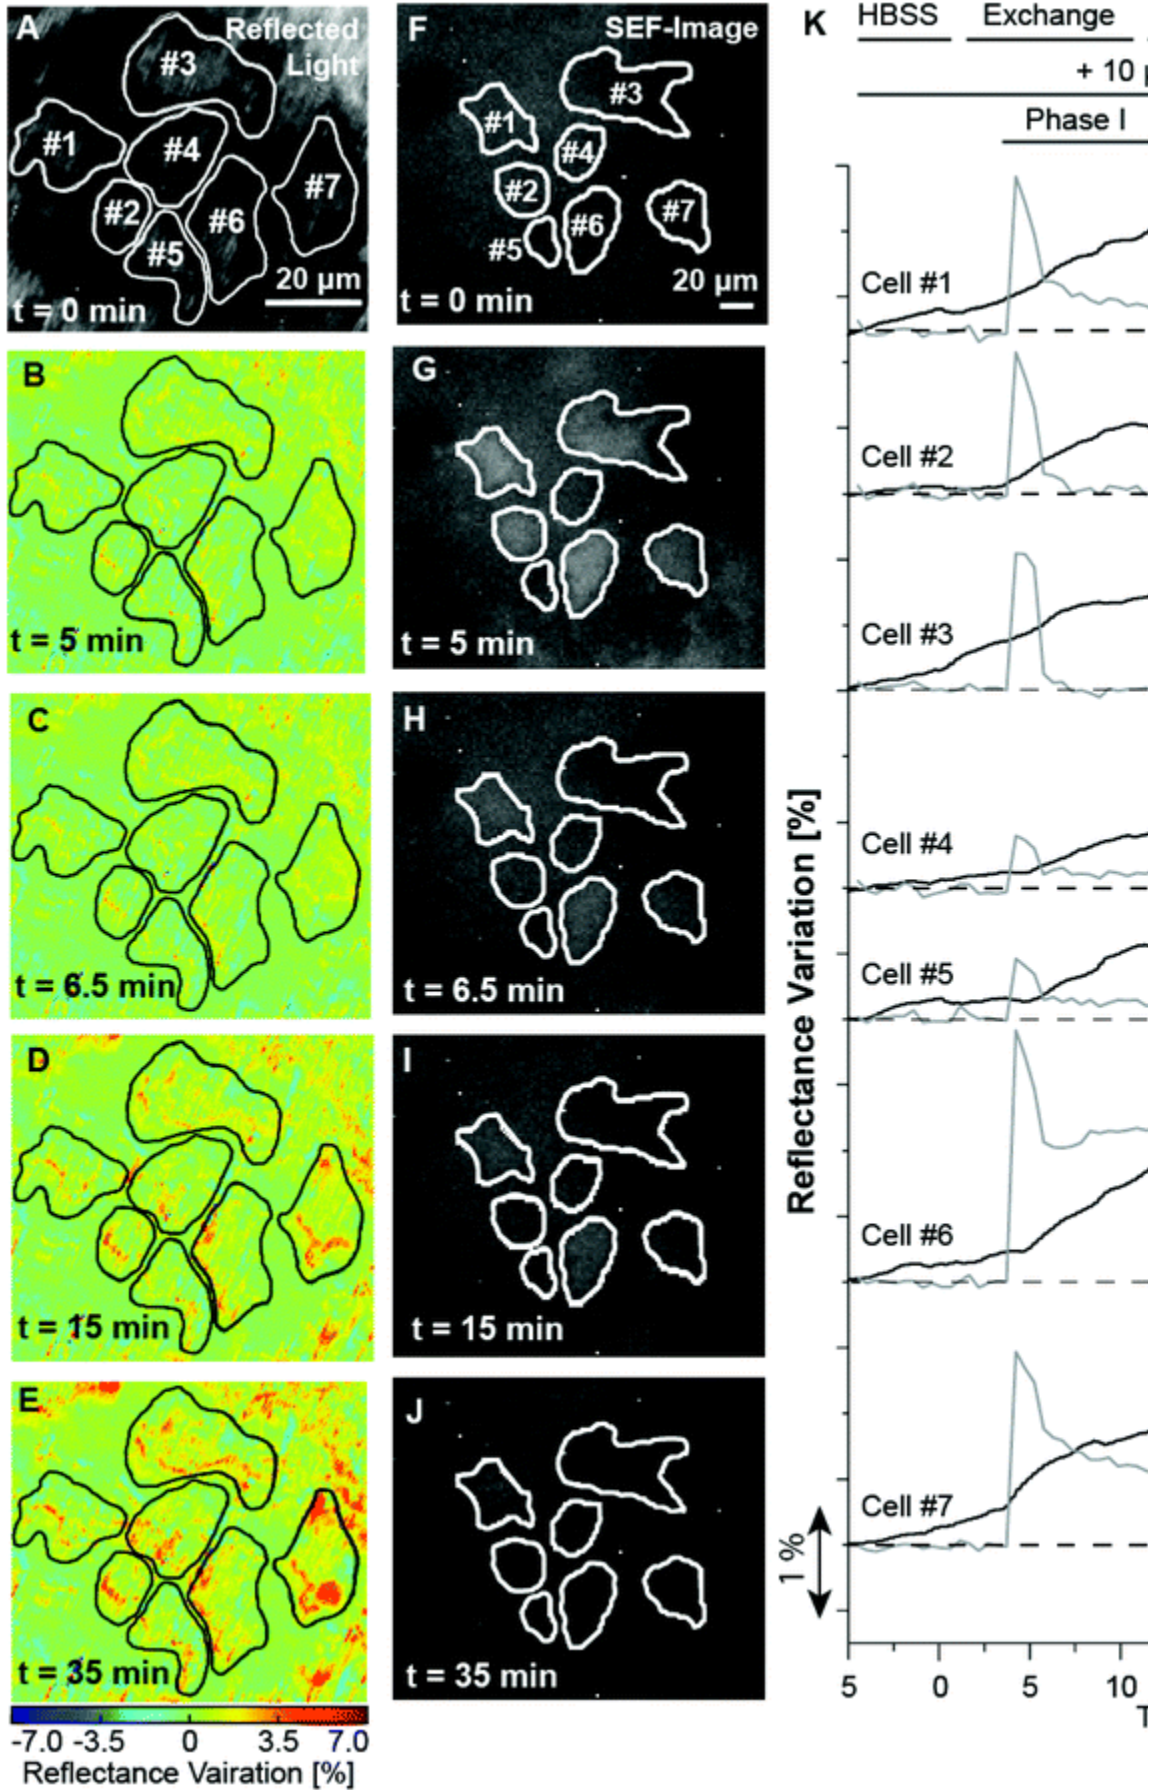 A
Reflected
Light
#3
#1
#4
#7
#2
#6
#5
20 µm
t = 0 min
B
t = 5 min
C
t = 6.5 min
D
t = 15 min
E
t = 35 min
-7.0 -3.5 0 3.5 7.0
Reflectance Vairation [%]
F
SEF-Image
#3
#1
#4
#2
#7
#6
#5
20 µm
t = 0 min
G
t = 5 min
H
t = 6.5 min
I
t = 15 min
J
t = 35 min
K
HBSS Exchange
+ 10
Phase I
Cell #1
Cell #2
Cell #3
Cell #4
Cell #5
Cell #6
Cell #7
Reflectance Variation [%]
1 %
5 0 5 10